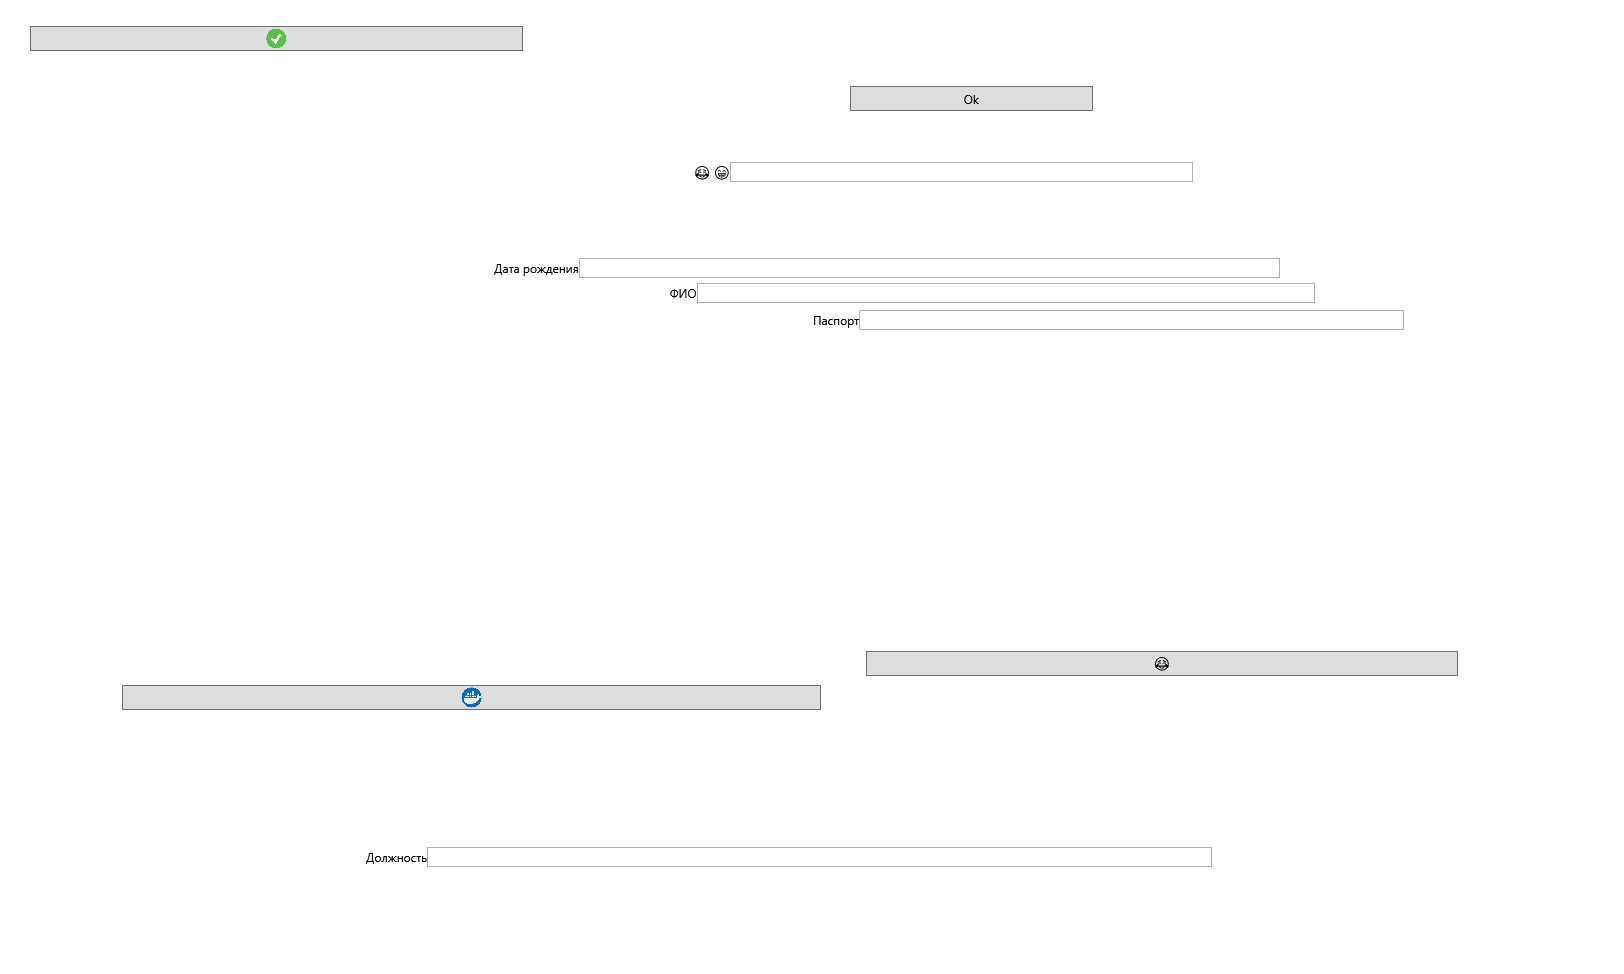 Ok
🤣 😁
Дата рождения
ФИО
Паспорт
🤣
Должность